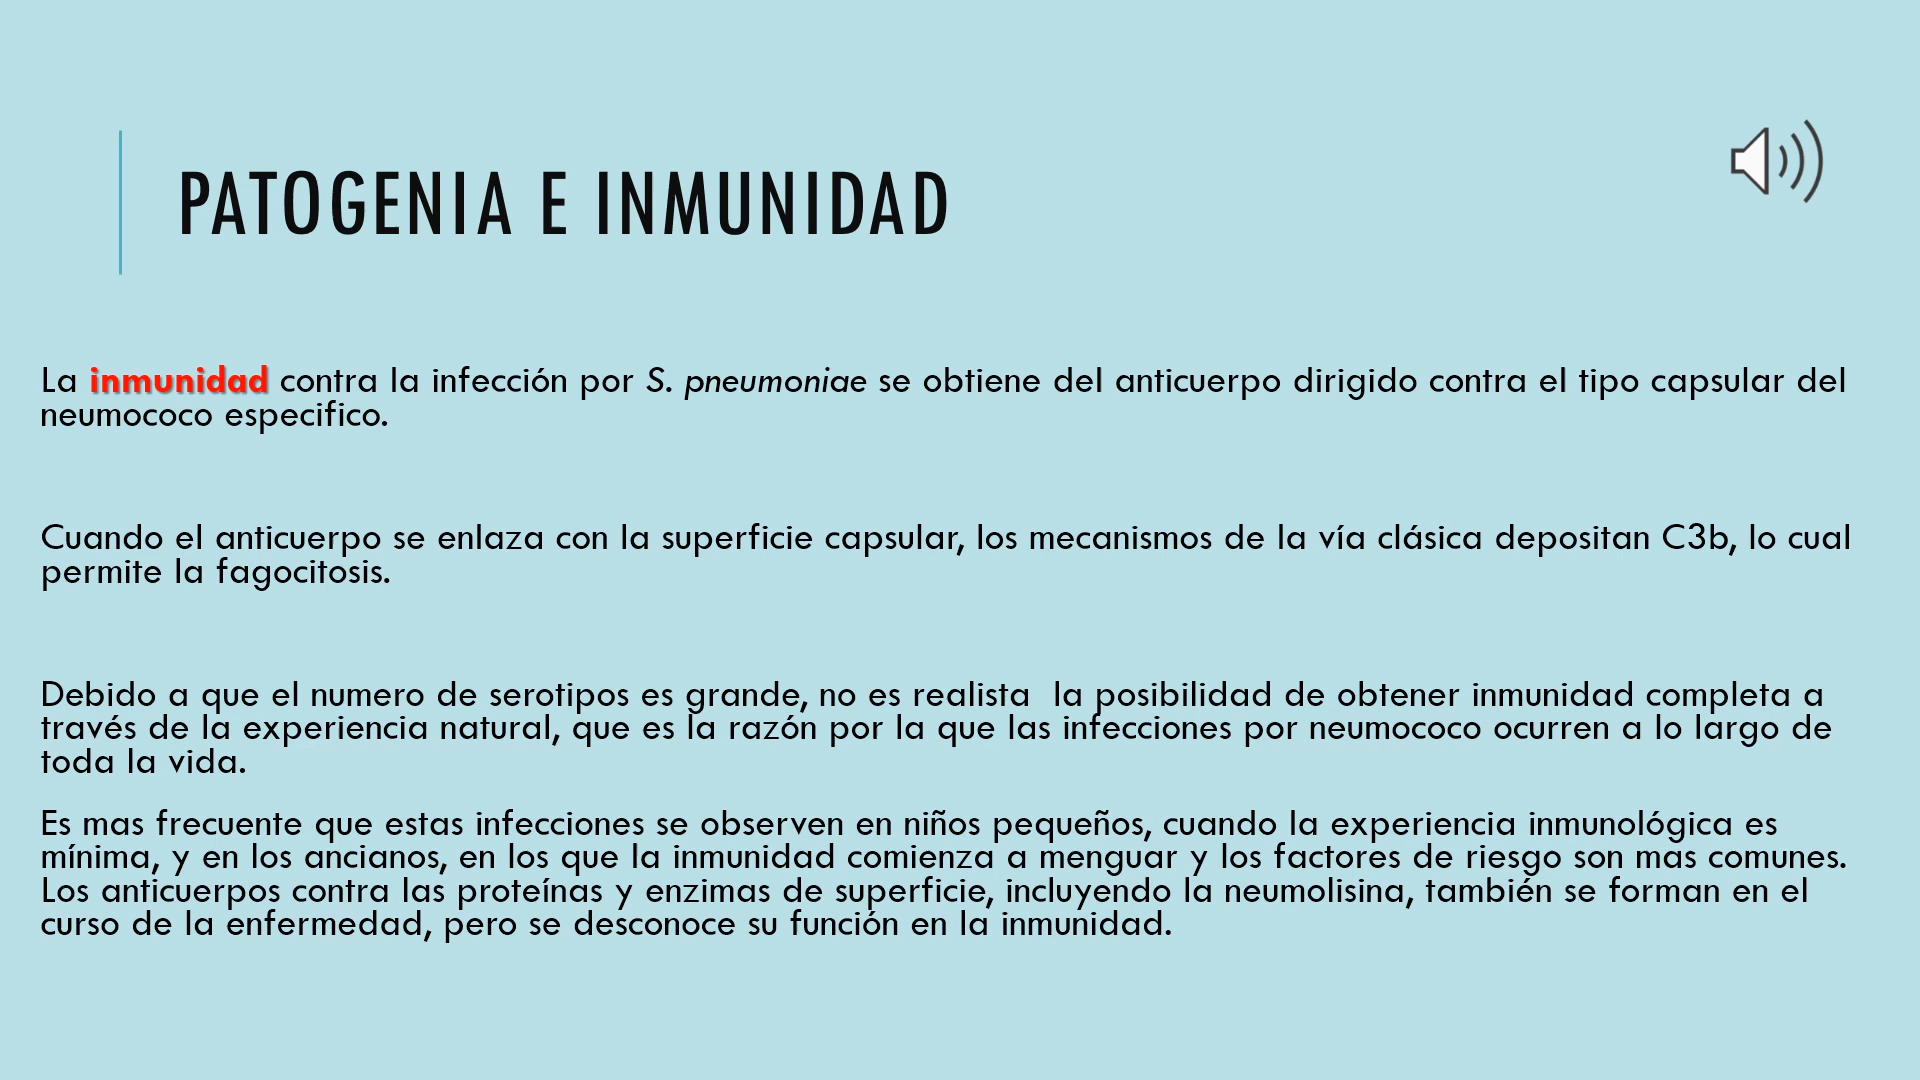 PATOGENIA E INMUNIDAD
La inmunidad contra la infección por S. pneumoniae se obtiene del anticuerpo dirigido contra el tipo capsular del
neumococo especifico.
Cuando el anticuerpo se enlaza con la superficie capsular, los mecanismos de la vía clásica depositan C3b, lo cual
permite la fagocitosis.
Debido a que el numero de serotipos es grande, no es realista  la posibilidad de obtener inmunidad completa a
través de la experiencia natural, que es la razón por la que las infecciones por neumococo ocurren a lo largo de
toda la vida.
Es mas frecuente que estas infecciones se observen en niños pequeños, cuando la experiencia inmunológica es
mínima, y en los ancianos, en los que la inmunidad comienza a menguar y los factores de riesgo son mas comunes.
Los anticuerpos contra las proteínas y enzimas de superficie, incluyendo la neumolisina, también se forman en el
curso de la enfermedad, pero se desconoce su función en la inmunidad.